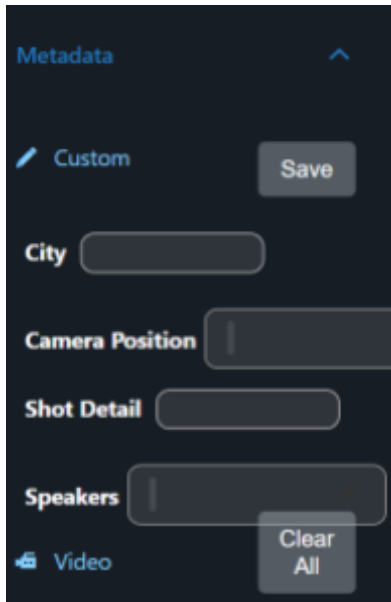 Metadata
Custom
Save
City
Camera Position
Shot Detail
Speakers
Video
Clear
All